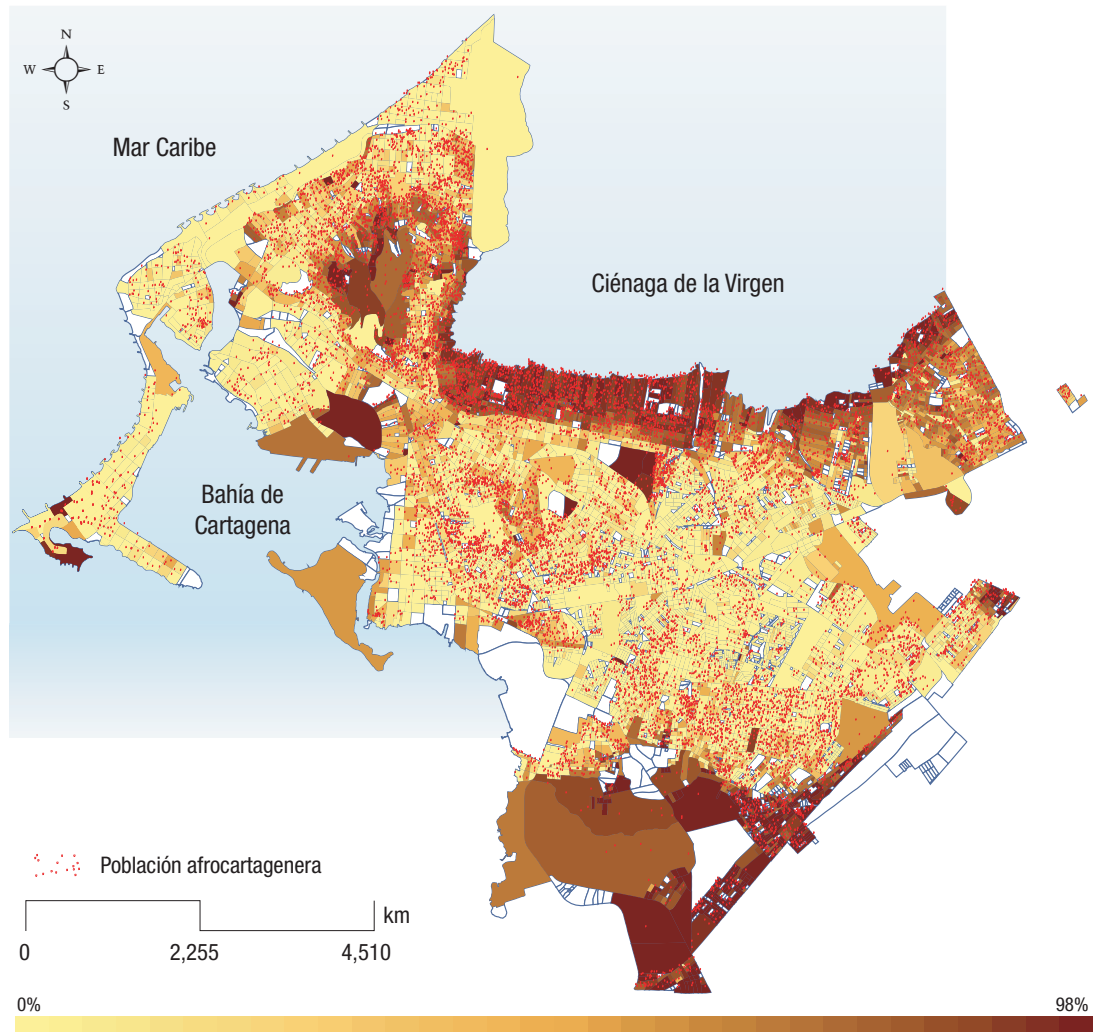 N
W E
S
Mar Caribe
Ciénaga de la Virgen
Bahía de
Cartagena
Población afrocartagenera
km
0 2,255 4,510
0% 98%